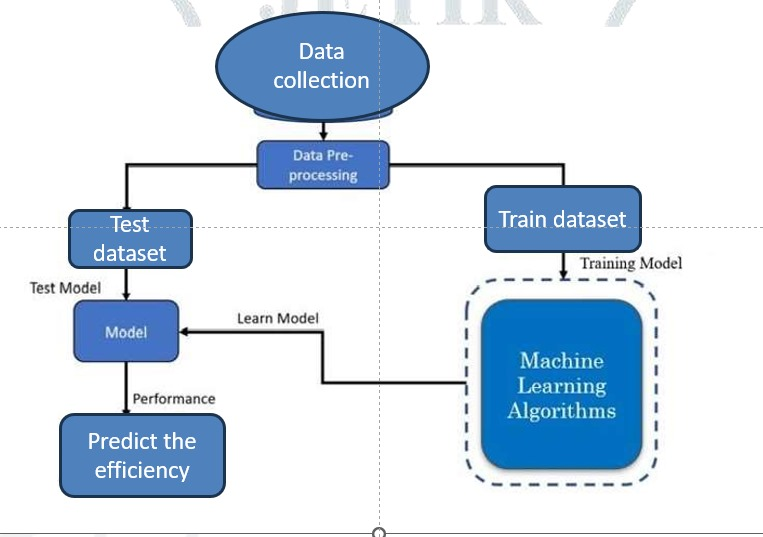 Data
collection
Data Pre-
processing
Test
dataset
Train dataset
Training Model
Test Model
Model
Learn Model
Machine
Learning
Algorithms
Performance
Predict the
efficiency